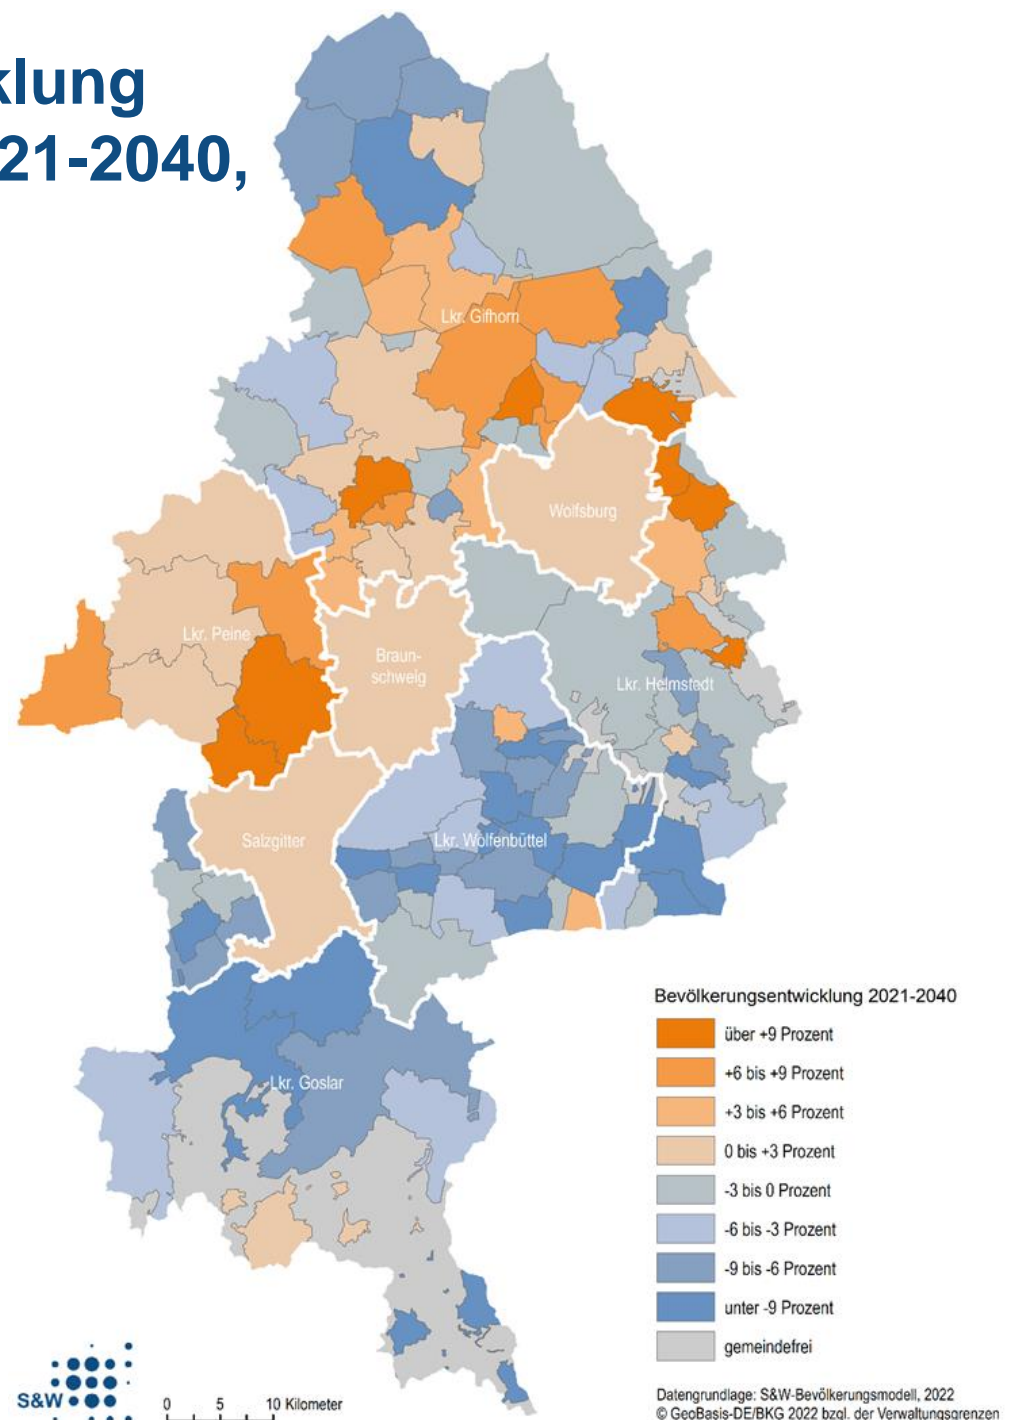 klung
21-2040,
Lkr. Gifhorn
Wolfsburg
Lkr. Peine
Braun-
schweig
Lkr. Helmstedt
Salzgitter
Lkr. Wolfenbüttel
Lkr. Goslar
Bevölkerungsentwicklung 2021-2040
über +9 Prozent
+6 bis +9 Prozent
+3 bis +6 Prozent
0 bis +3 Prozent
-3 bis 0 Prozent
-6 bis -3 Prozent
-9 bis -6 Prozent
unter -9 Prozent
gemeindefrei
S&W
0 5 10 Kilometer
Datengrundlage: S&W-Bevölkerungsmodell, 2022
© GeoBasis-DE/BKG 2022 bzgl. der Verwaltungsgrenzen